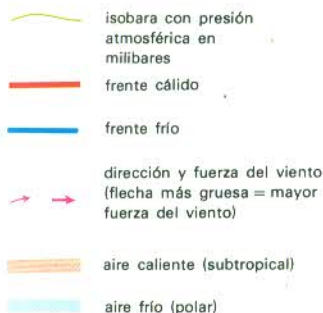 isobara con presión
atmosférica en
milibares
frente cálido
frente frío
dirección y fuerza del viento
(flecha más gruesa = mayor
fuerza del viento)
aire caliente (subtropical)
aire frío (polar)